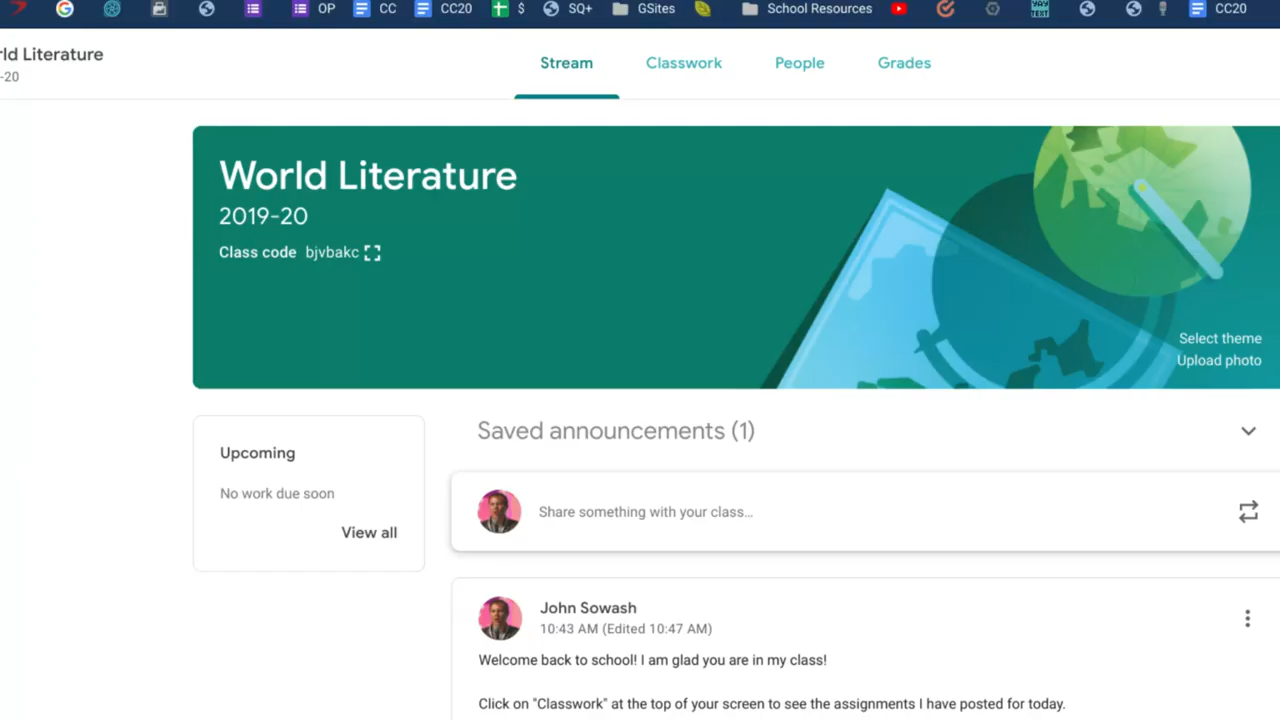 OP
CC
CC20
$
SQ+
GSites
School Resources
YAY
TEXT
CC20
rld Literature
-20
Stream
Classwork
People
Grades
World Literature
2019-20
Class code bjvbakc
Select theme
Upload photo
Upcoming
No work due soon
View all
Saved announcements (1)
Share something with your class...
John Sowash
10:43 AM (Edited 10:47 AM)
Welcome back to school! I am glad you are in my class!
Click on "Classwork" at the top of your screen to see the assignments I have posted for today.